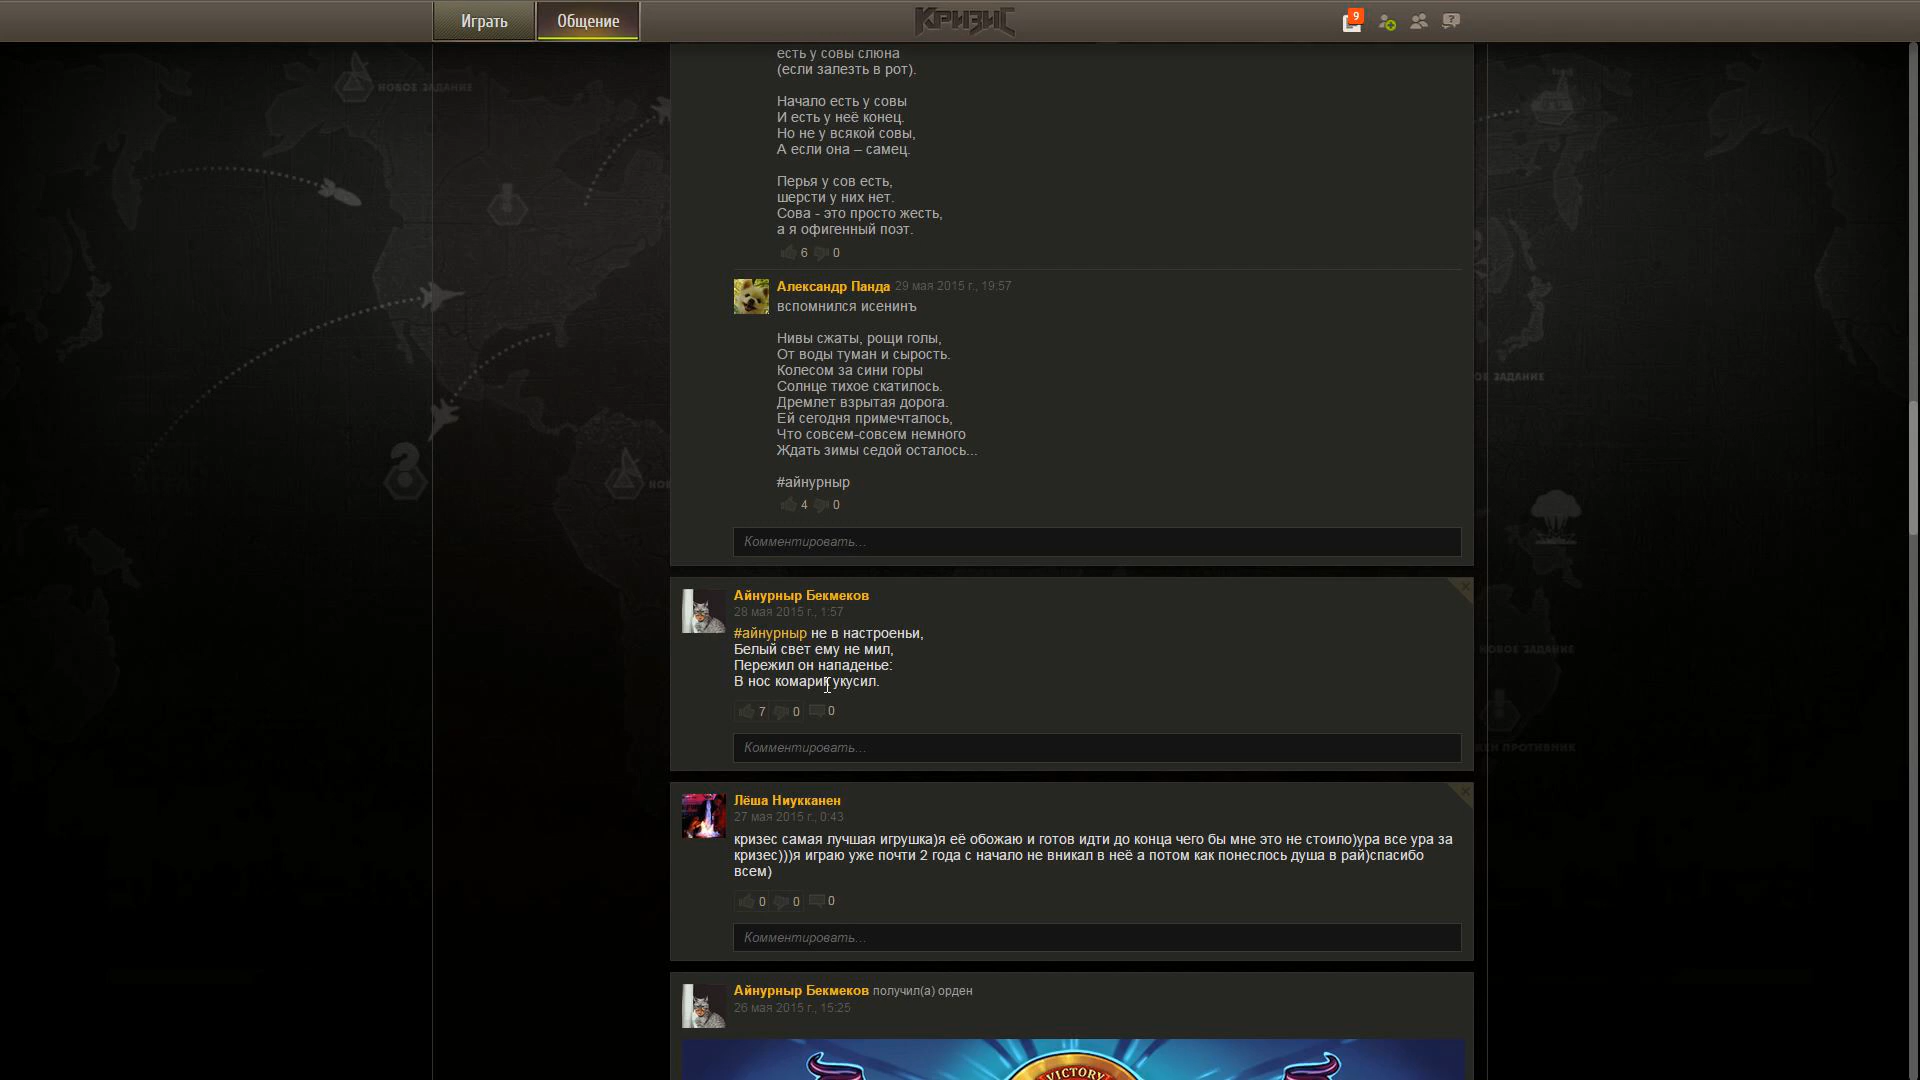 Играть
Общение
Кризис
9
есть у совы слюна
(если залезть в рот).
Начало есть у совы
И есть у неё конец.
Но не у всякой совы,
А если она – самец.
Перья у сов есть,
шерсти у них нет.
Сова - это просто жесть,
а я офигенный поэт.
6 0
Александр Панда 29 мая 2015 г., 19:57
вспомнился исенинъ
Нивы сжаты, рощи голы,
От воды туман и сырость.
Колесом за сини горы
Солнце тихое скатилось.
Дремлет взрытая дорога.
Ей сегодня примечталось,
Что совсем-совсем немного
Ждать зимы седой осталось...
#айнурныр
4 0
Комментировать...
Айнурныр Бекмеков
28 мая 2015 г., 1:57
#айнурныр не в настроеньи,
Белый свет ему не мил,
Пережил он нападенье:
В нос комарик укусил.
7 0 0
Комментировать...
Лёша Ниукканен
27 мая 2015 г., 0:43
кризес самая лучшая игрушка)я её обожаю и готов идти до конца чего бы мне это не стоило)ура все ура за
кризес)))я играю уже почти 2 года с начало не вникал в неё а потом как понеслось душа в рай)спасибо
всем)
0 0 0
Комментировать...
Айнурныр Бекмеков получил(а) орден
26 мая 2015 г., 15:25
VICTORY
НОВОЕ ЗАДАНИЕ
ОЕ ЗАДАНИЕ
НОВОЕ ЗАДАНИЕ
ЖЕН ПРОТИВНИК